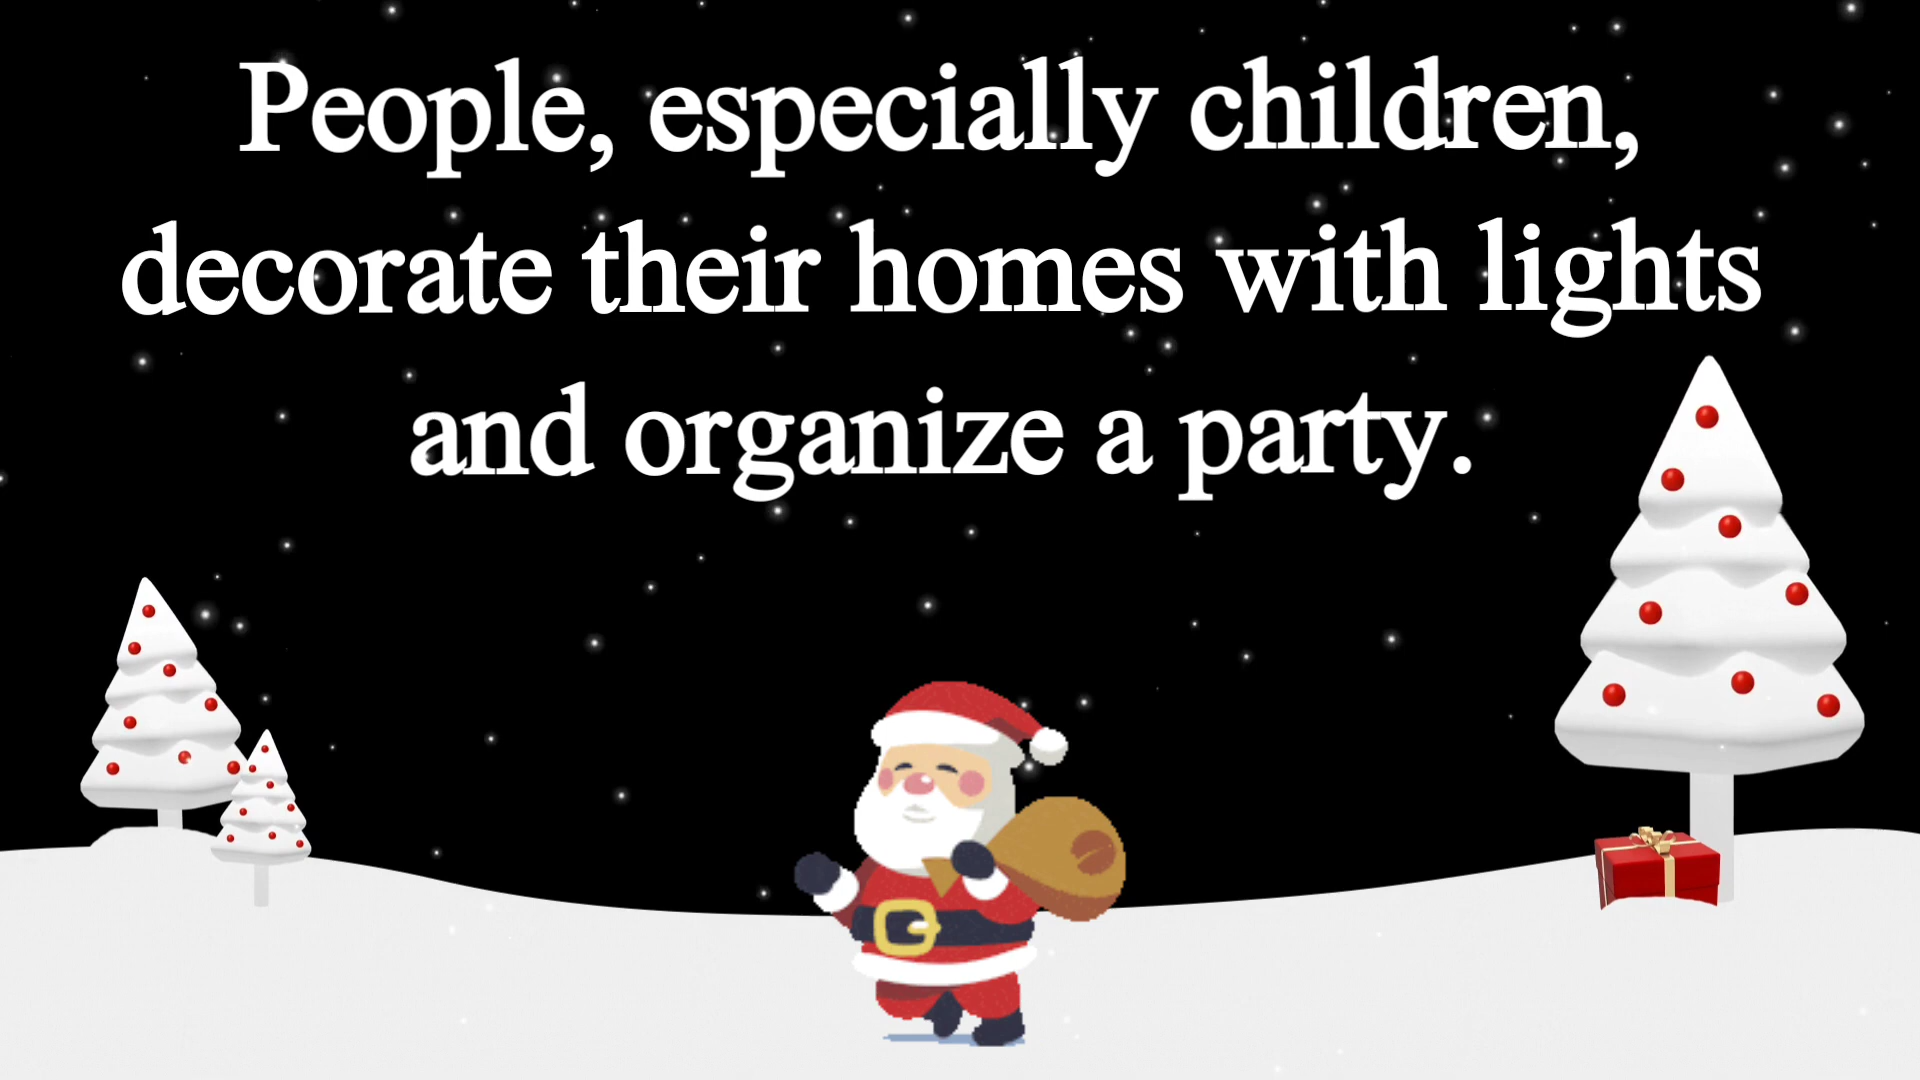 People, especially children,
decorate their homes with lights
and organize a party.